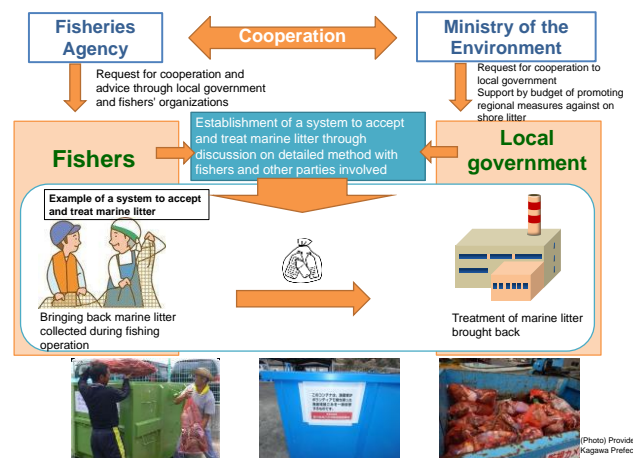 Fisheries
Agency
Cooperation
Ministry of the
Environment
Request for cooperation and
advice through local government
and fishers' organizations
Request for cooperation to
local government
Support by budget of promoting
regional measures against on
shore litter
Establishment of a system to accept
and treat marine litter through
discussion on detailed method with
fishers and other parties involved
Fishers
Local
government
Example of a system to accept
and treat marine litter
Bringing back marine litter
collected during fishing
operation
Treatment of marine litter
brought back
(Photo) Provide
Kagawa Prefec